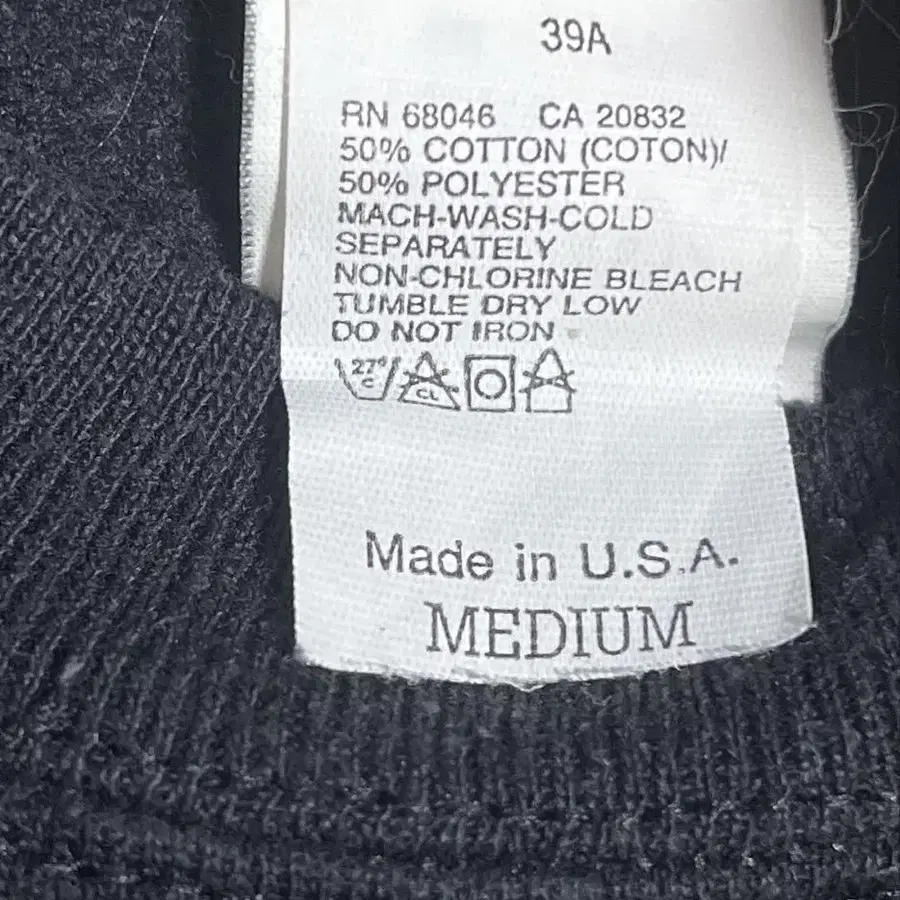 39A
RN 68046 CA 20832
50% COTTON (COTON)/
50% POLYESTER
MACH-WASH-COLD
SEPARATELY
NON-CHLORINE BLEACH
TUMBLE DRY LOW
DO NOT IRON
27° C CL
Made in U.S.A.
MEDIUM